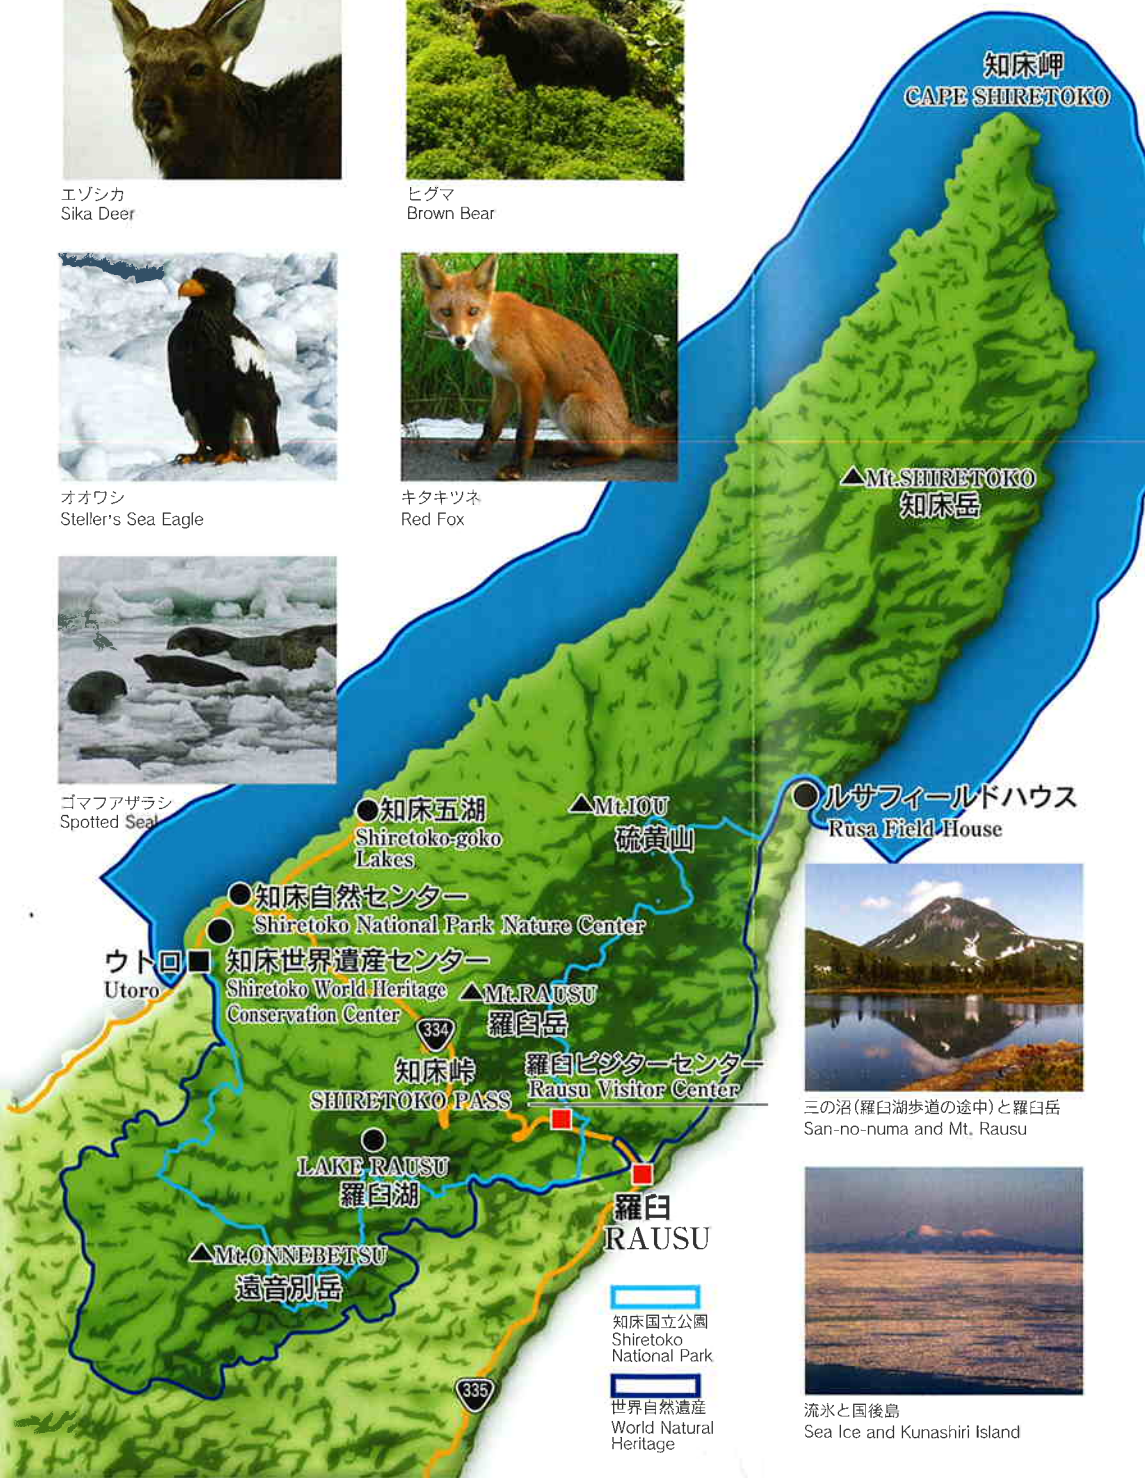 知床岬
CAPE SHIRETOKO
エゾシカ
Sika Deer
ヒグマ
Brown Bear
オオワシ
Steller's Sea Eagle
キタキツネ
Red Fox
Mt.SHIRETOKO
知床岳
ゴマフアザラシ
Spotted Seal
知床五湖
Shiretoko-goko
Lakes
Mt.IOU
硫黄山
ルサフィールドハウス
Rusa Field House
知床自然センター
Shiretoko National Park Nature Center
ウトロ
Utoro
知床世界遺産センター
Shiretoko World Heritage
Conservation Center
Mt.RAUSU
羅臼岳
334
知床峠
SHIRETOKO PASS
羅臼ビジターセンター
Rausu Visitor Center
三の沼(羅臼湖歩道の途中)と羅臼岳
San-no-numa and Mt. Rausu
LAKE RAUSU
羅臼湖
羅臼
RAUSU
Mt.ONNEBETSU
遠音別岳
知床国立公園
Shiretoko
National Park
335
世界自然遺産
World Natural
Heritage
流氷と国後島
Sea Ice and Kunashiri Island